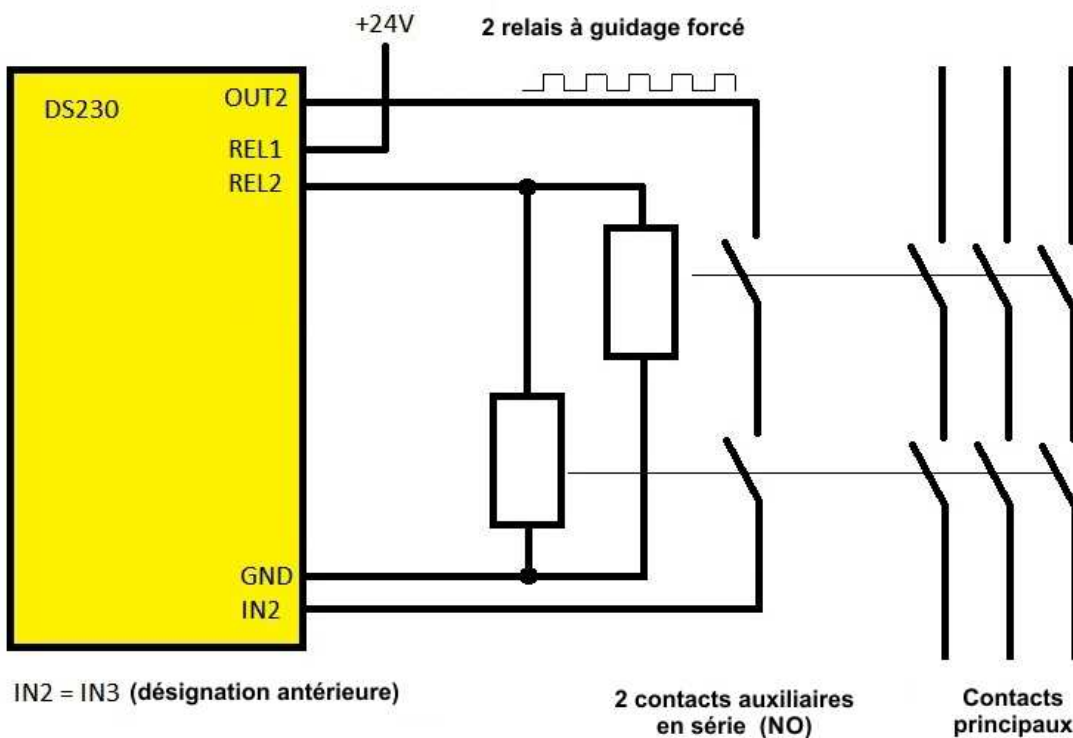 +24V
2 relais à guidage forcé
DS230
OUT2
REL1
REL2
GND
IN2
IN2 = IN3 (désignation antérieure)
2 contacts auxiliaires
en série (NO)
Contacts
principaux